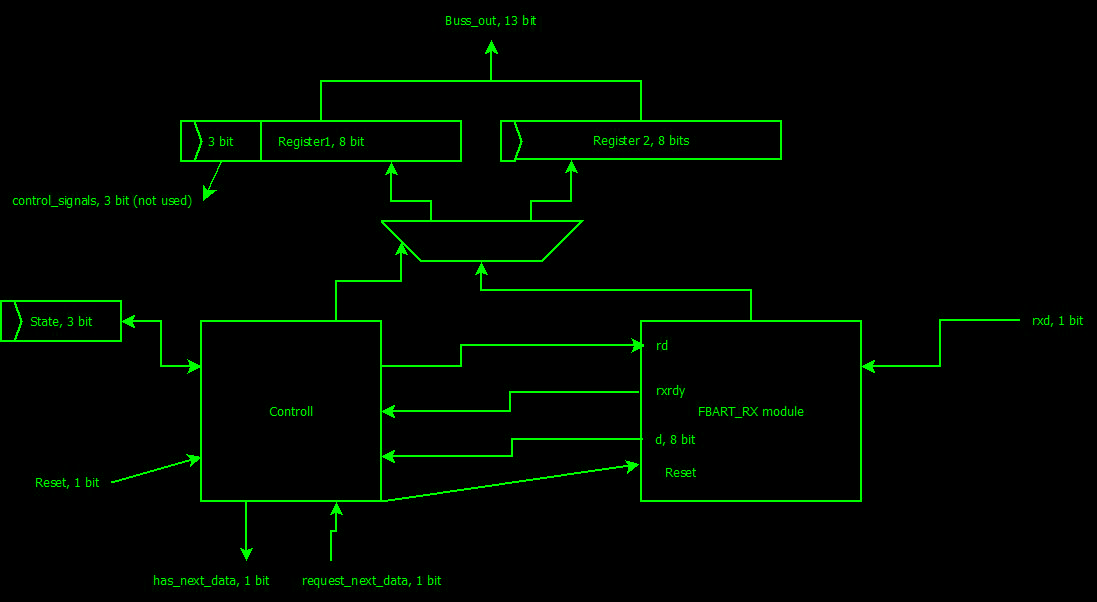 Buss_out, 13 bit
3 bit
Register1, 8 bit
Register 2, 8 bits
control_signals, 3 bit (not used)
State, 3 bit
rxd, 1 bit
rd
rxrdy
Controll
FBART_RX module
d, 8 bit
Reset
Reset, 1 bit
has_next_data, 1 bit
request_next_data, 1 bit